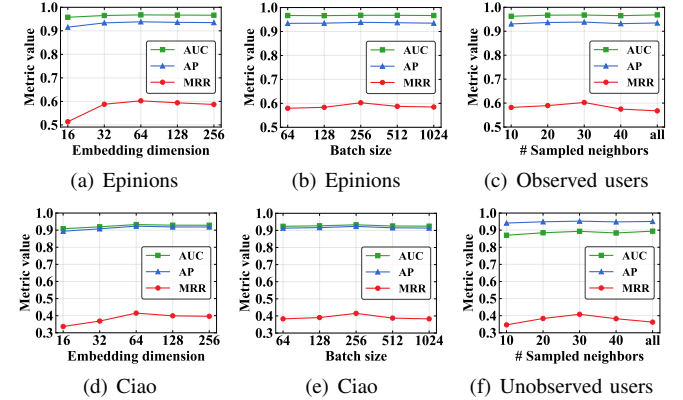 1.0
0.9
0.8
0.7
0.6
0.5
Metric value
AUC
AP
MRR
16 32 64 128 256
Embedding dimension
(a) Epinions
1.0
0.9
0.8
0.7
0.6
0.5
Metric value
AUC
AP
MRR
64 128 256 512 1024
Batch size
(b) Epinions
1.0
0.9
0.8
0.7
0.6
0.5
Metric value
AUC
AP
MRR
10 20 30 40 all
# Sampled neighbors
(c) Observed users
1.0
0.9
0.8
0.7
0.6
0.5
0.4
0.3
Metric value
AUC
AP
MRR
16 32 64 128 256
Embedding dimension
(d) Ciao
1.0
0.9
0.8
0.7
0.6
0.5
0.4
0.3
Metric value
AUC
AP
MRR
64 128 256 512 1024
Batch size
(e) Ciao
1.0
0.9
0.8
0.7
0.6
0.5
0.4
0.3
Metric value
AUC
AP
MRR
10 20 30 40 all
# Sampled neighbors
(f) Unobserved users